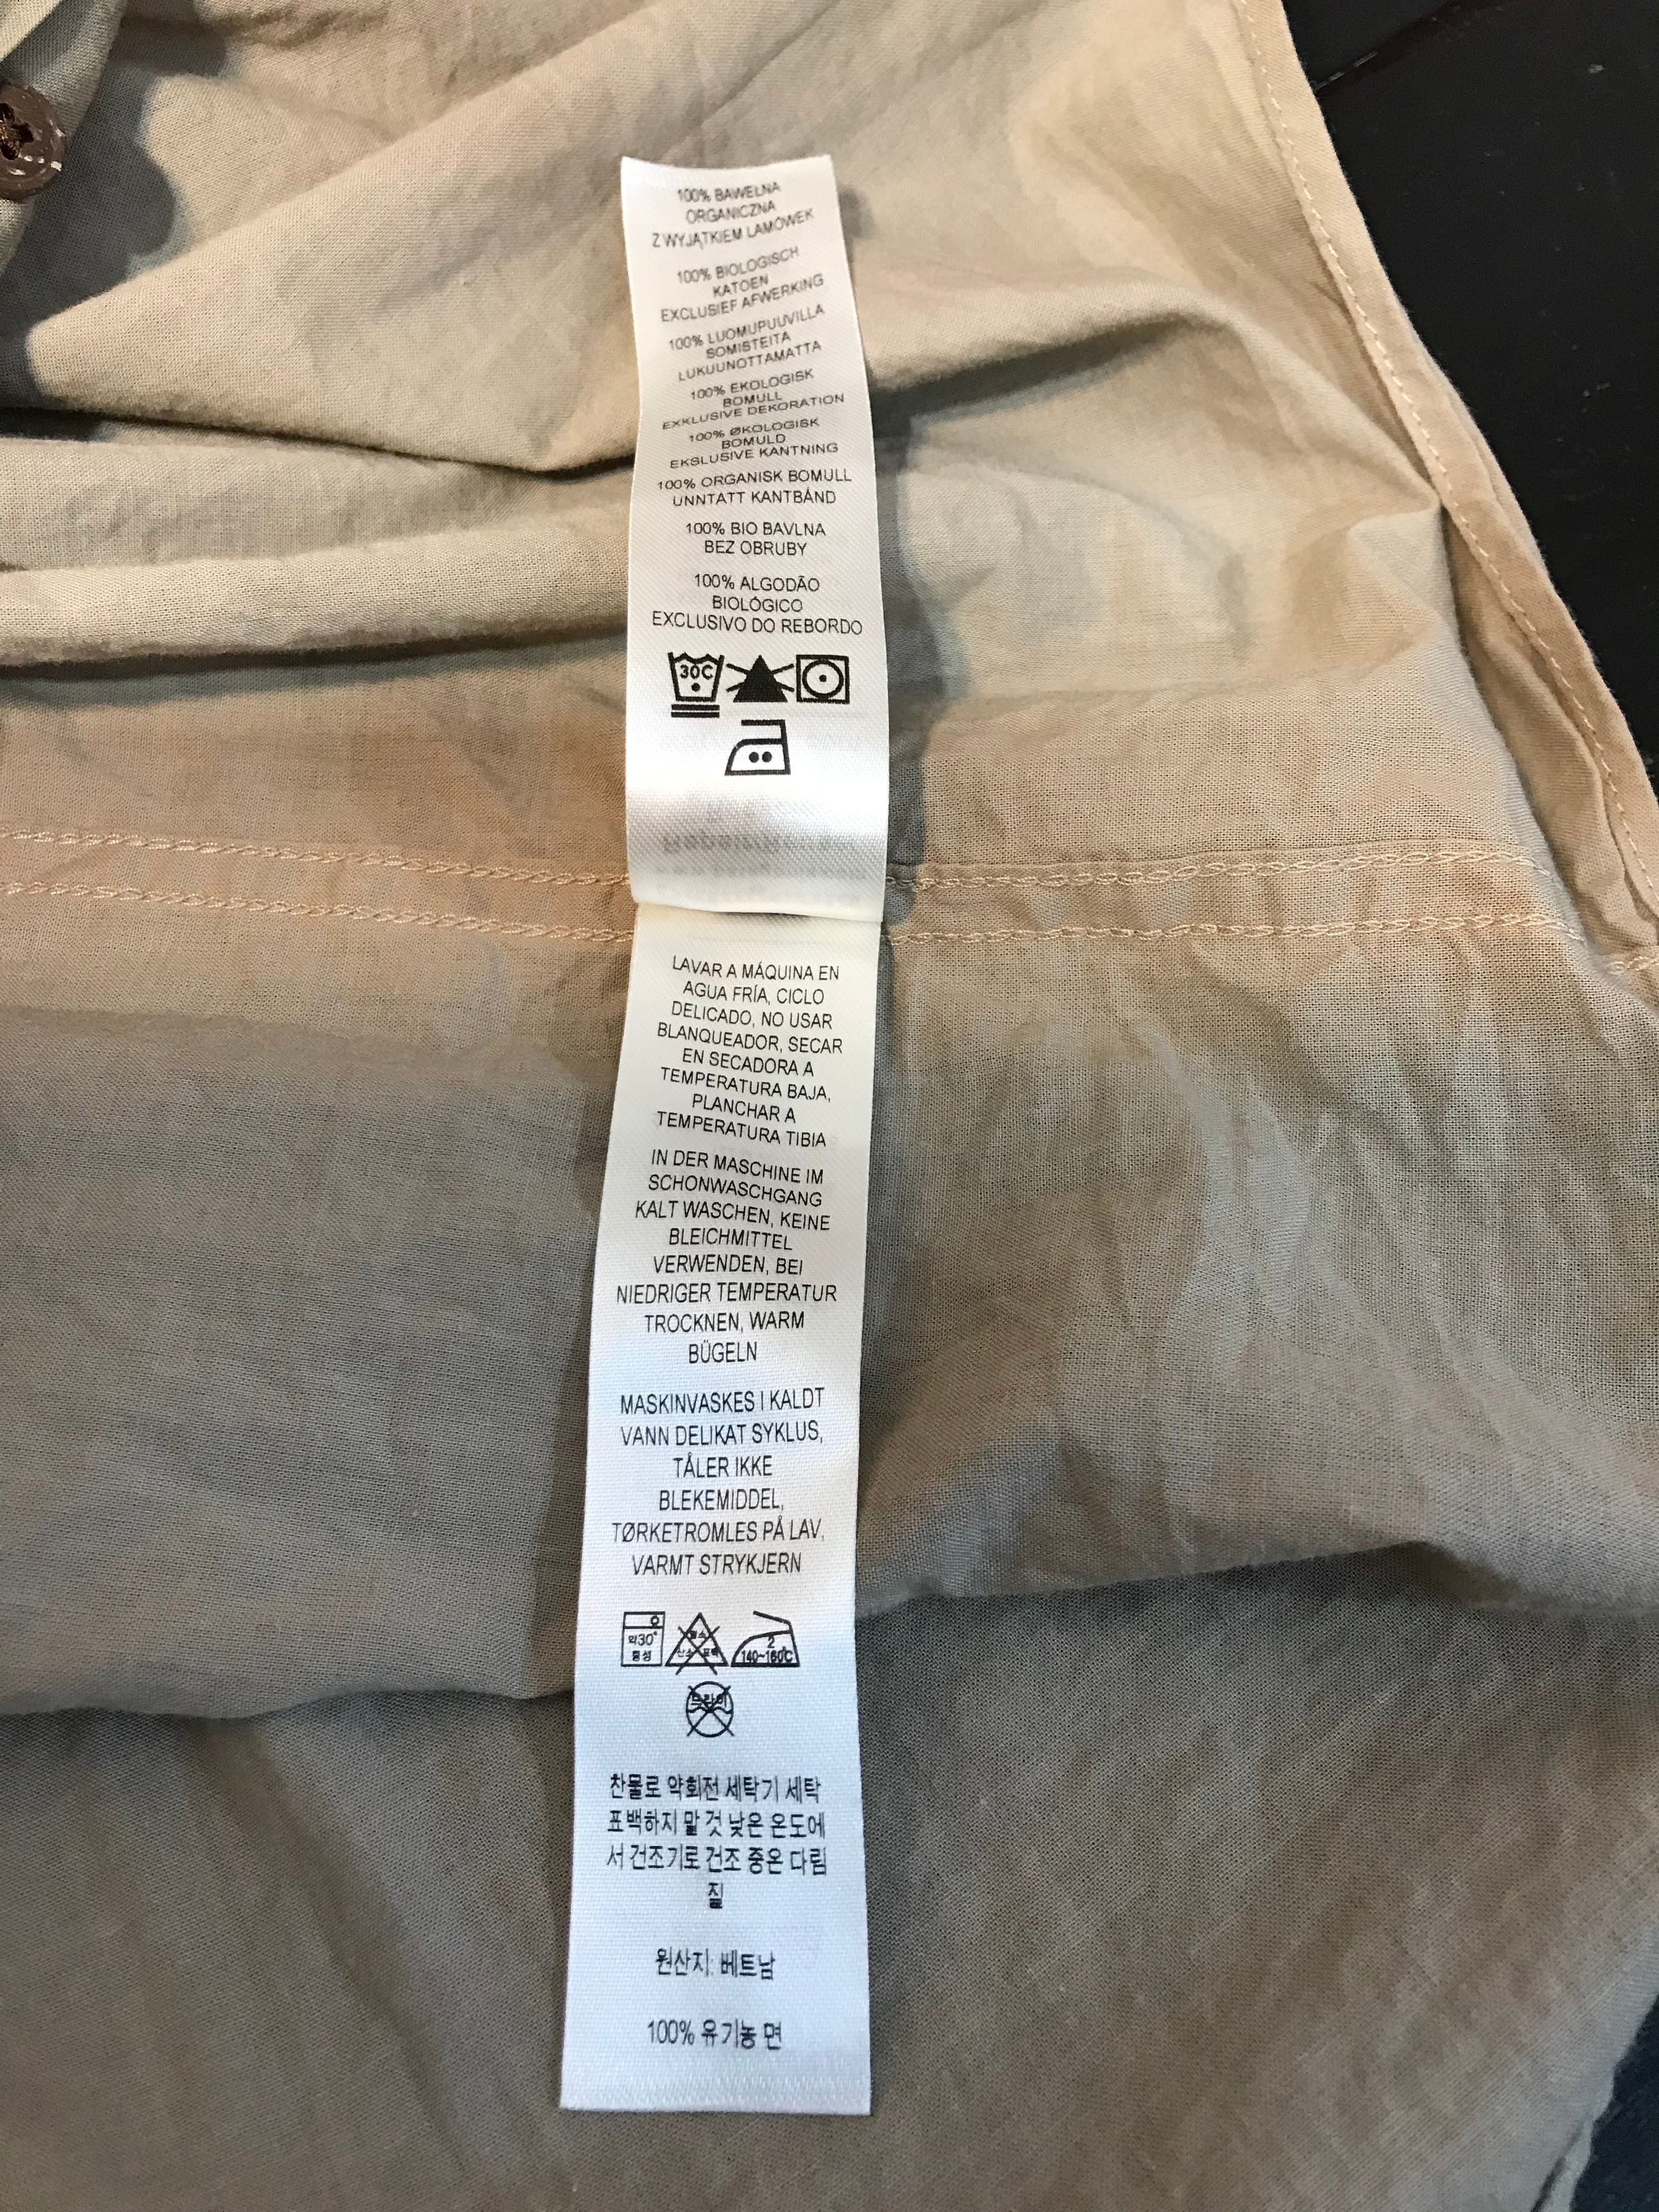 100% BAWEŁNA
ORGANICZNA
Z WYJĄTKIEM LAMÓWEK
100% BIOLOGISCH
KATOEN
EXCLUSIEF AFWERKING
100% LUOMUPUUVILLA
SOMISTEITA
LUKUUNOTTAMATTA
100% EKOLOGISK
BOMULL
EXKLUSIVE DEKORATION
100% ØKOLOGISK
BOMULD
EKSLUSIVE KANTNING
100% ORGANISK BOMULL
UNNTATT KANTBÅND
100% BIO BAVLNA
BEZ OBRUBY
100% ALGODÃO
BIOLÓGICO
EXCLUSIVO DO REBORDO
30C
LAVAR A MÁQUINA EN
AGUA FRÍA, CICLO
DELICADO, NO USAR
BLANQUEADOR, SECAR
EN SECADORA A
TEMPERATURA BAJA,
PLANCHAR A
TEMPERATURA TIBIA
IN DER MASCHINE IM
SCHONWASCHGANG
KALT WASCHEN, KEINE
BLEICHMITTEL
VERWENDEN, BEI
NIEDRIGER TEMPERATUR
TROCKNEN, WARM
BÜGELN
MASKINVASKES I KALDT
VANN DELIKAT SYKLUS,
TÅLER IKKE
BLEKEMIDDEL,
TØRKETROMLES PÅ LAV,
VARMT STRYKJERN
약30°
중성
2
140~160℃
드라이
찬물로 약회전 세탁기 세탁
표백하지 말 것 낮은 온도에
서 건조기로 건조 중온 다림
질
원산지: 베트남
100% 유기농 면